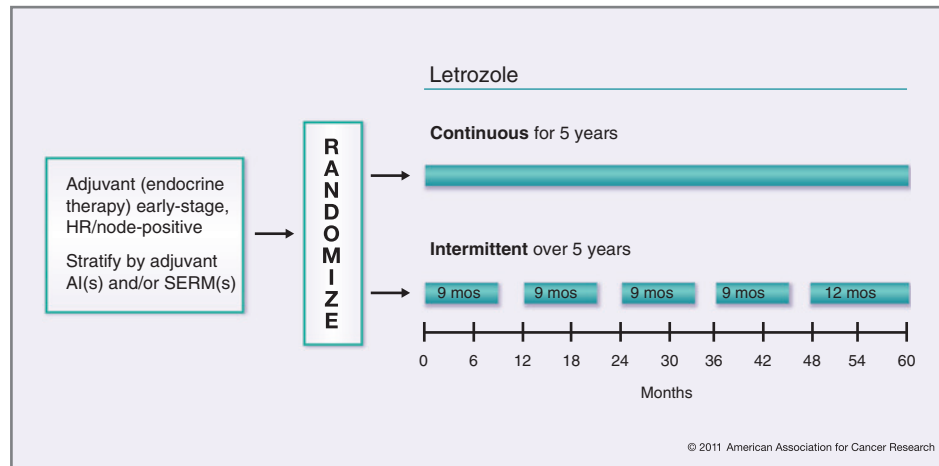 Letrozole
Continuous for 5 years
Adjuvant (endocrine
therapy) early-stage,
HR/node-positive
Stratify by adjuvant
AI(s) and/or SERM(s)
RANDOMIZE
Intermittent over 5 years
9 mos 9 mos 9 mos 9 mos 12 mos
0 6 12 18 24 30 36 42 48 54 60
Months
© 2011 American Association for Cancer Research